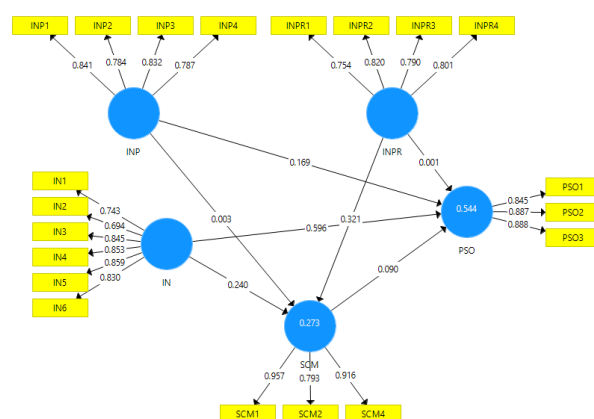 INP1 INP2 INP3 INP4 INPR1 INPR2 INPR3 INPR4
0.841 0.784 0.832 0.787 0.754 0.820 0.790 0.801
INP INPR
0.169 0.001
IN1
IN2
IN3
IN4
IN5
IN6
0.743
0.694
0.845
0.853
0.859
0.830
IN
0.003 0.321
0.596
0.240
0.090
0.544
PSO
0.845
0.887
0.888
PSO1
PSO2
PSO3
0.273
SCM
0.957 0.793 0.916
SCM1 SCM2 SCM4